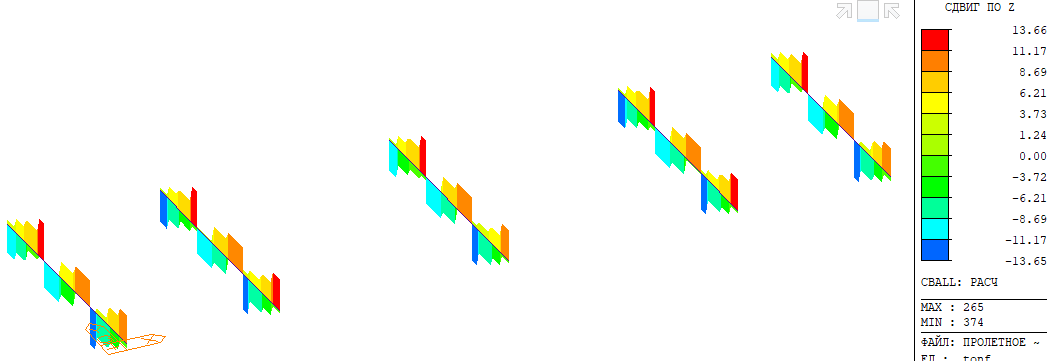 СДВИГ ПО Z
13.66
11.17
8.69
6.21
3.73
1.24
0.00
-3.72
-6.21
-8.69
-11.17
-13.65
СВАLL: РАСЧ
MAX : 265
MIN : 374
ФАЙЛ: ПРОЛЕТНОЕ ~